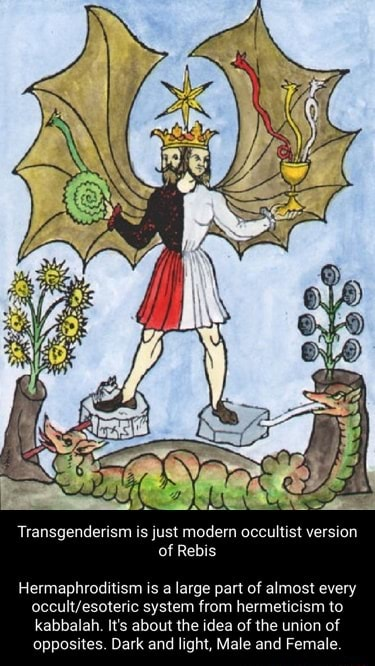 Transgenderism is just modern occultist version
of Rebis
Hermaphroditism is a large part of almost every
occult/esoteric system from hermeticism to
kabbalah. It's about the idea of the union of
opposites. Dark and light, Male and Female.